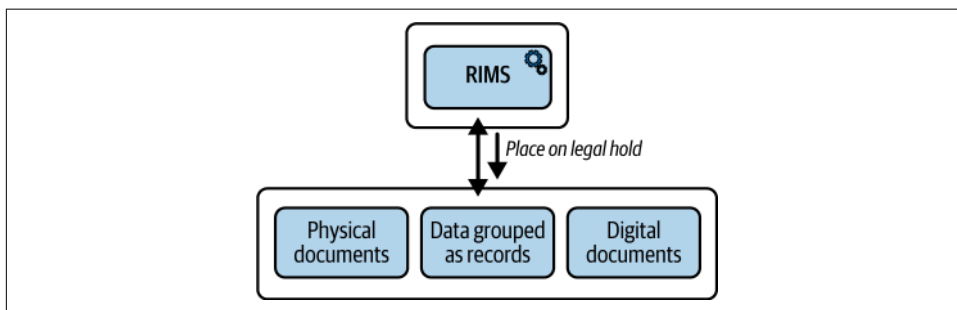 RIMS
Place on legal hold
Physical
documents
Data grouped
as records
Digital
documents